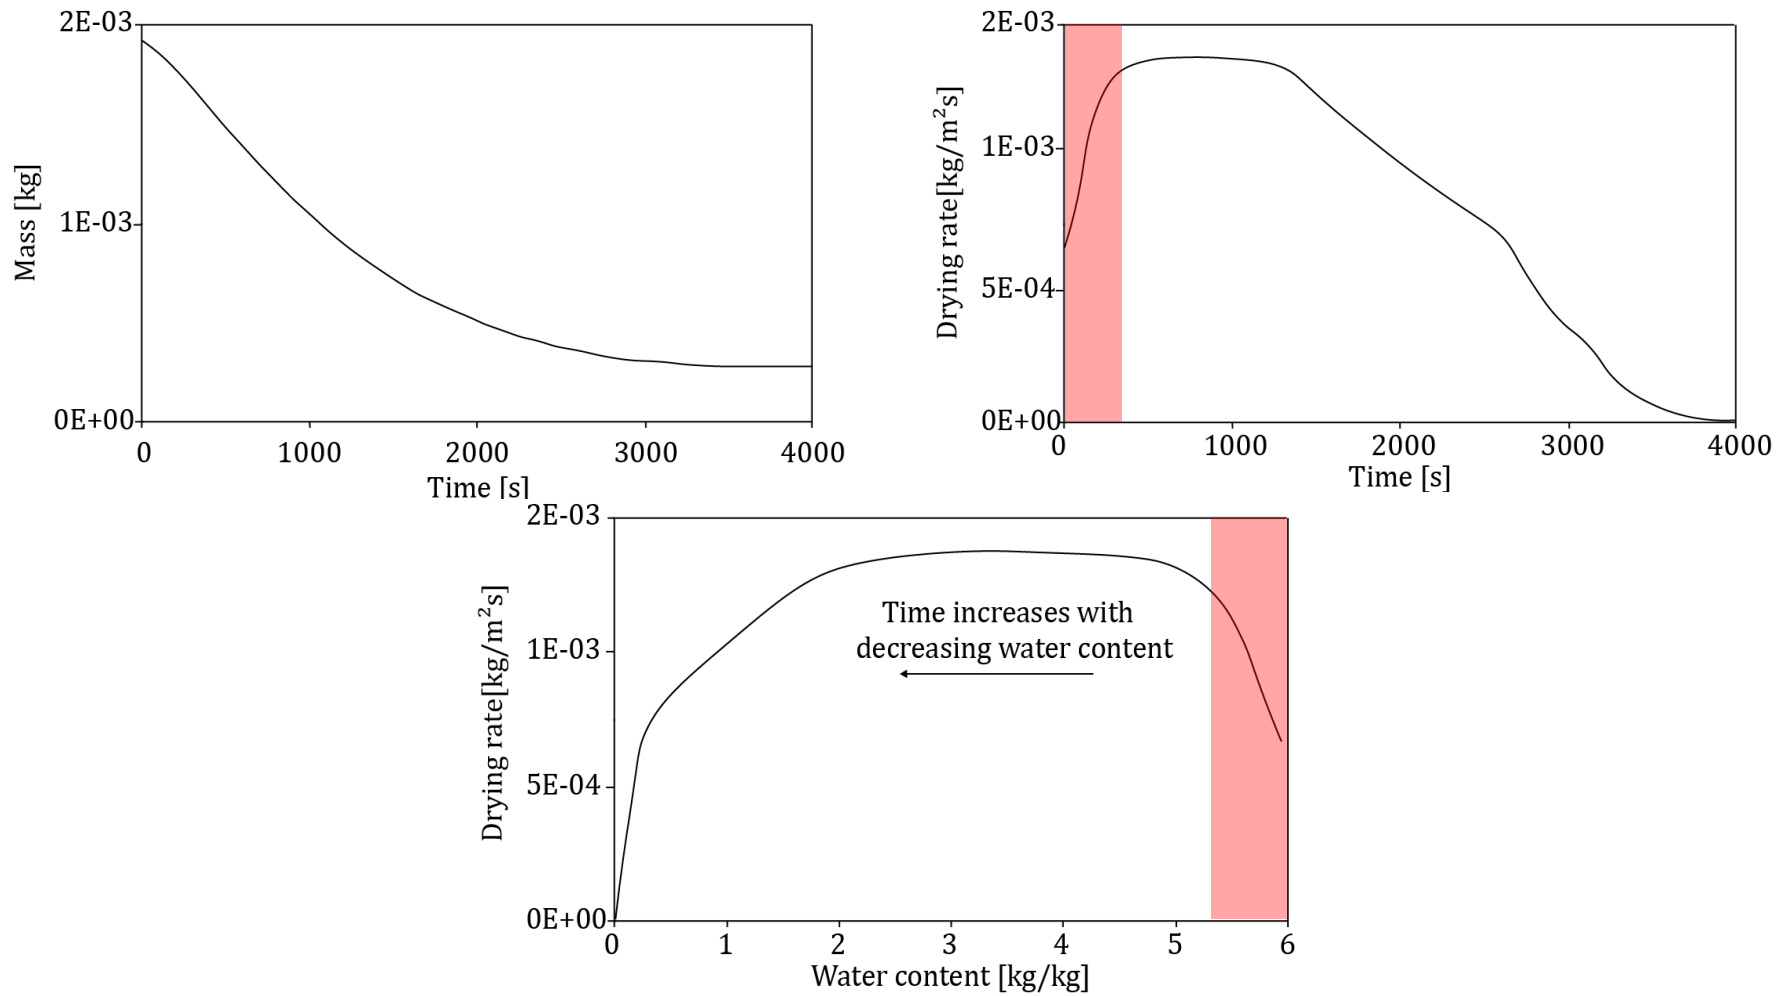 2E-03
1E-03
0E+00
Mass [kg]
0
1000
2000
3000
4000
Time [s]
2E-03
1E-03
5E-04
0E+00
Drying rate[kg/m²s]
0
1000
2000
3000
4000
Time [s]
2E-03
1E-03
5E-04
0E+00
Drying rate[kg/m²s]
Time increases with
decreasing water content
0
1
2
3
4
5
6
Water content [kg/kg]